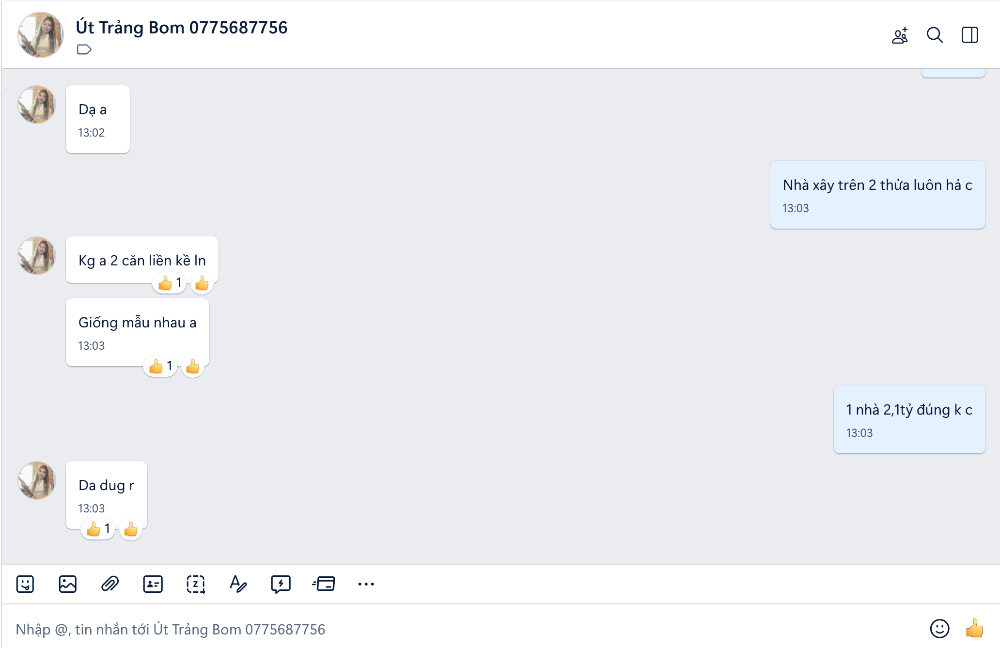 Út Trảng Bom 0775687756
Dạ a
13:02
Nhà xây trên 2 thửa luôn hả c
13:03
Kg a 2 căn liền kề ln
👍 1 👍
Giống mẫu nhau a
13:03
👍 1 👍
1 nhà 2,1tỷ đúng k c
13:03
Da dug r
13:03
👍 1 👍
Nhập @, tin nhắn tới Út Trảng Bom 0775687756